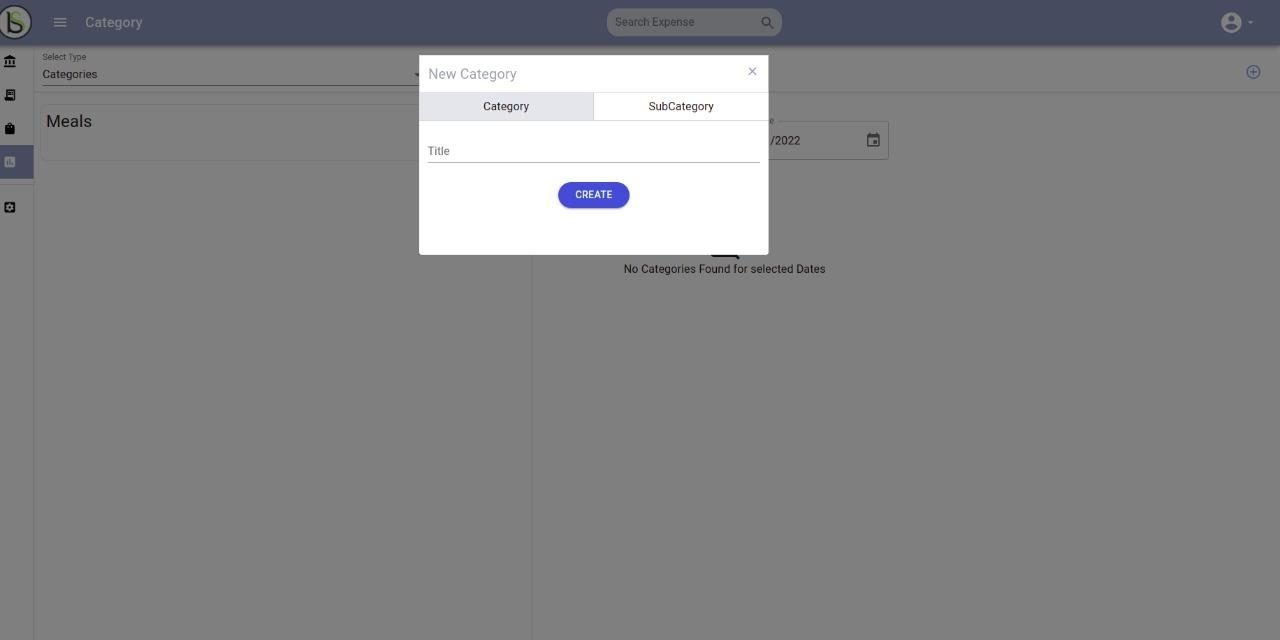 Category
Search Expense
Select Type
Categories
New Category
Category
SubCategory
Meals
Title
/2022
CREATE
No Categories Found for selected Dates